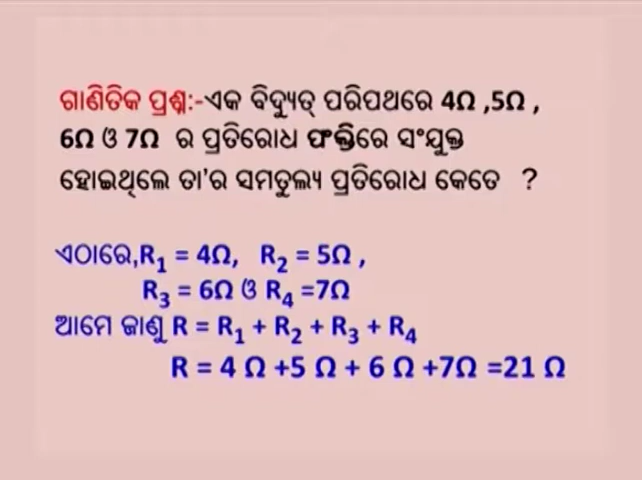 ଗାଣିତିକ ପ୍ରଶ୍ନ:-ଏକ ବିଦ୍ୟୁତ୍ ପରିପଥରେ 4Ω ,5Ω ,
6Ω ଓ 7Ω ର ପ୍ରତିରୋଧ ଫକ୍ତିରେ ସଂଯୁକ୍ତ
ହୋଇଥିଲେ ତା'ର ସମତୁଲ୍ୟ ପ୍ରତିରୋଧ କେତେ ?
ଏଠାରେ,R₁ = 4Ω, R₂ = 5Ω ,
R₃ = 6Ω ଓ R₄ =7Ω
ଆମେ ଜାଣୁ R = R₁ + R₂ + R₃ + R₄
R = 4 Ω +5 Ω + 6 Ω +7Ω =21 Ω